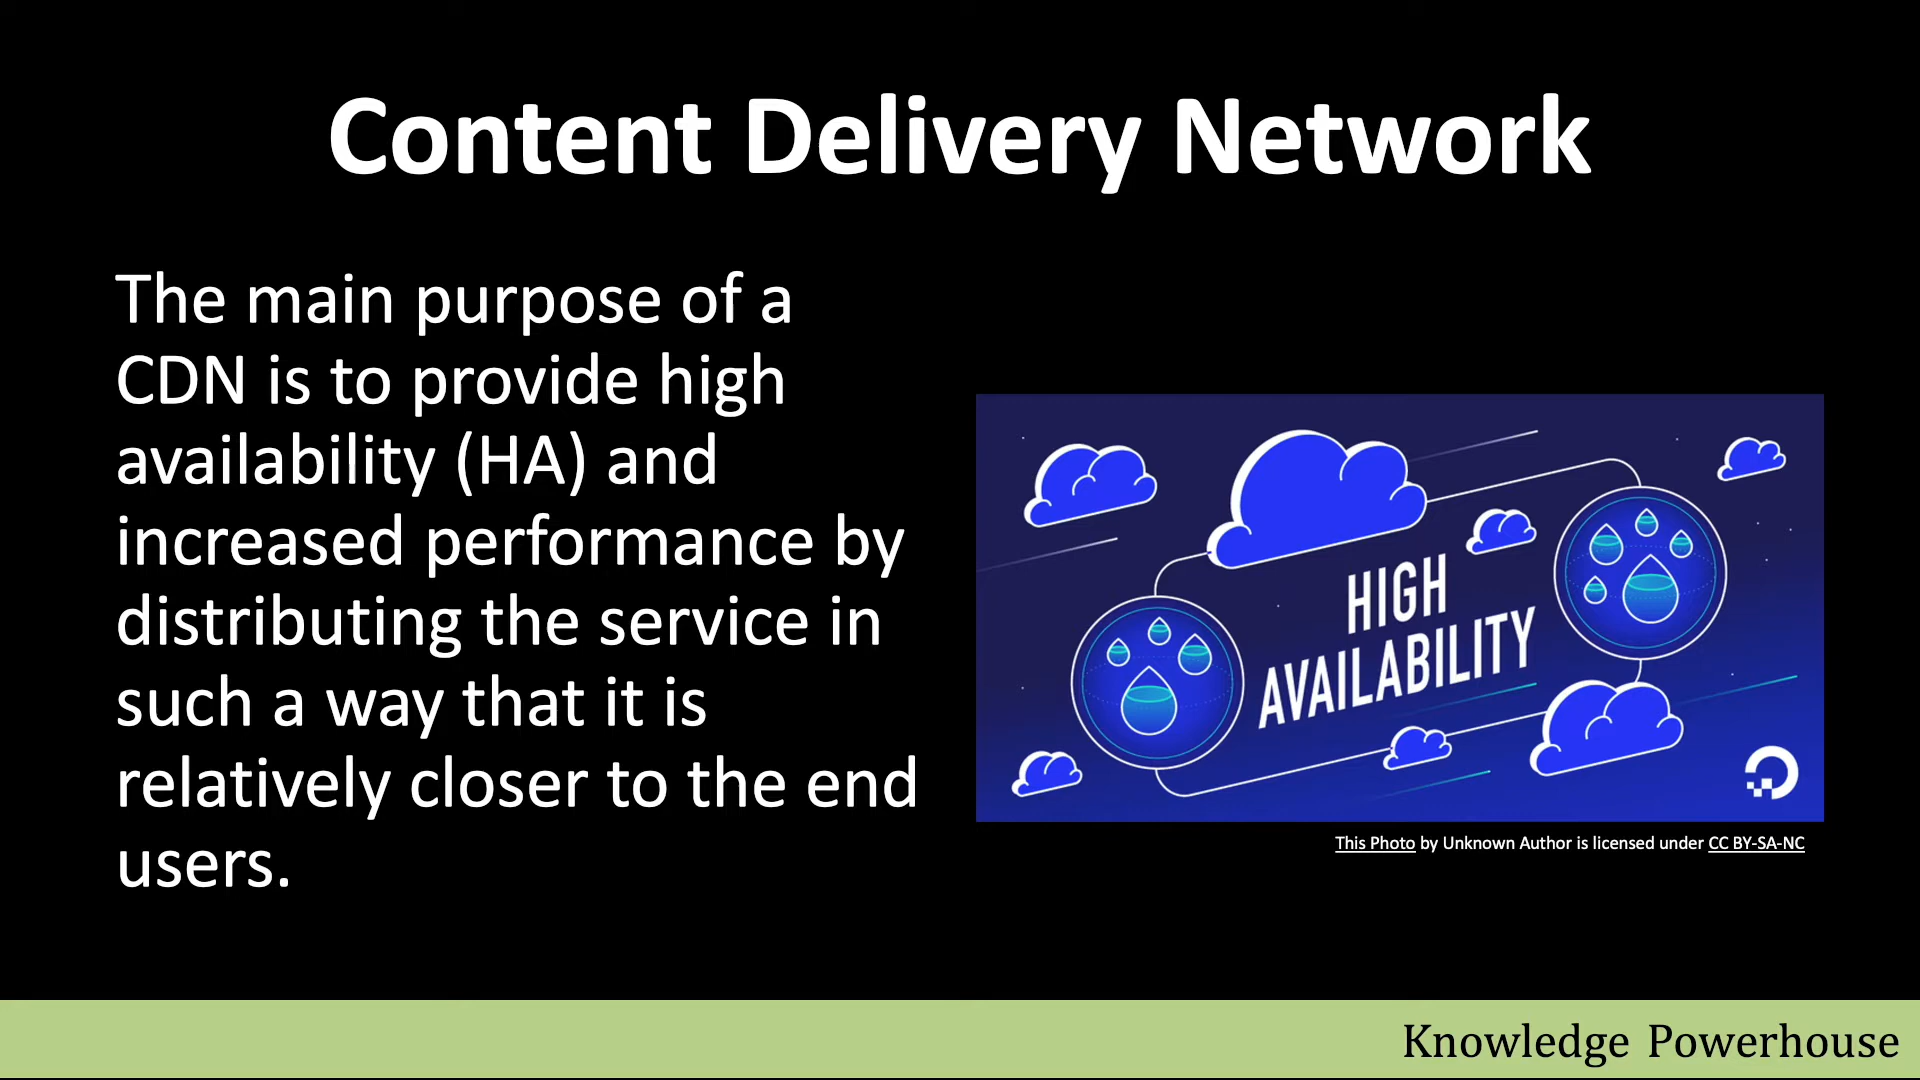 Content Delivery Network
The main purpose of a
CDN is to provide high
availability (HA) and
increased performance by
distributing the service in
such a way that it is
relatively closer to the end
users.
HIGH
AVAILABILITY
This Photo by Unknown Author is licensed under CC BY-SA-NC
Knowledge Powerhouse